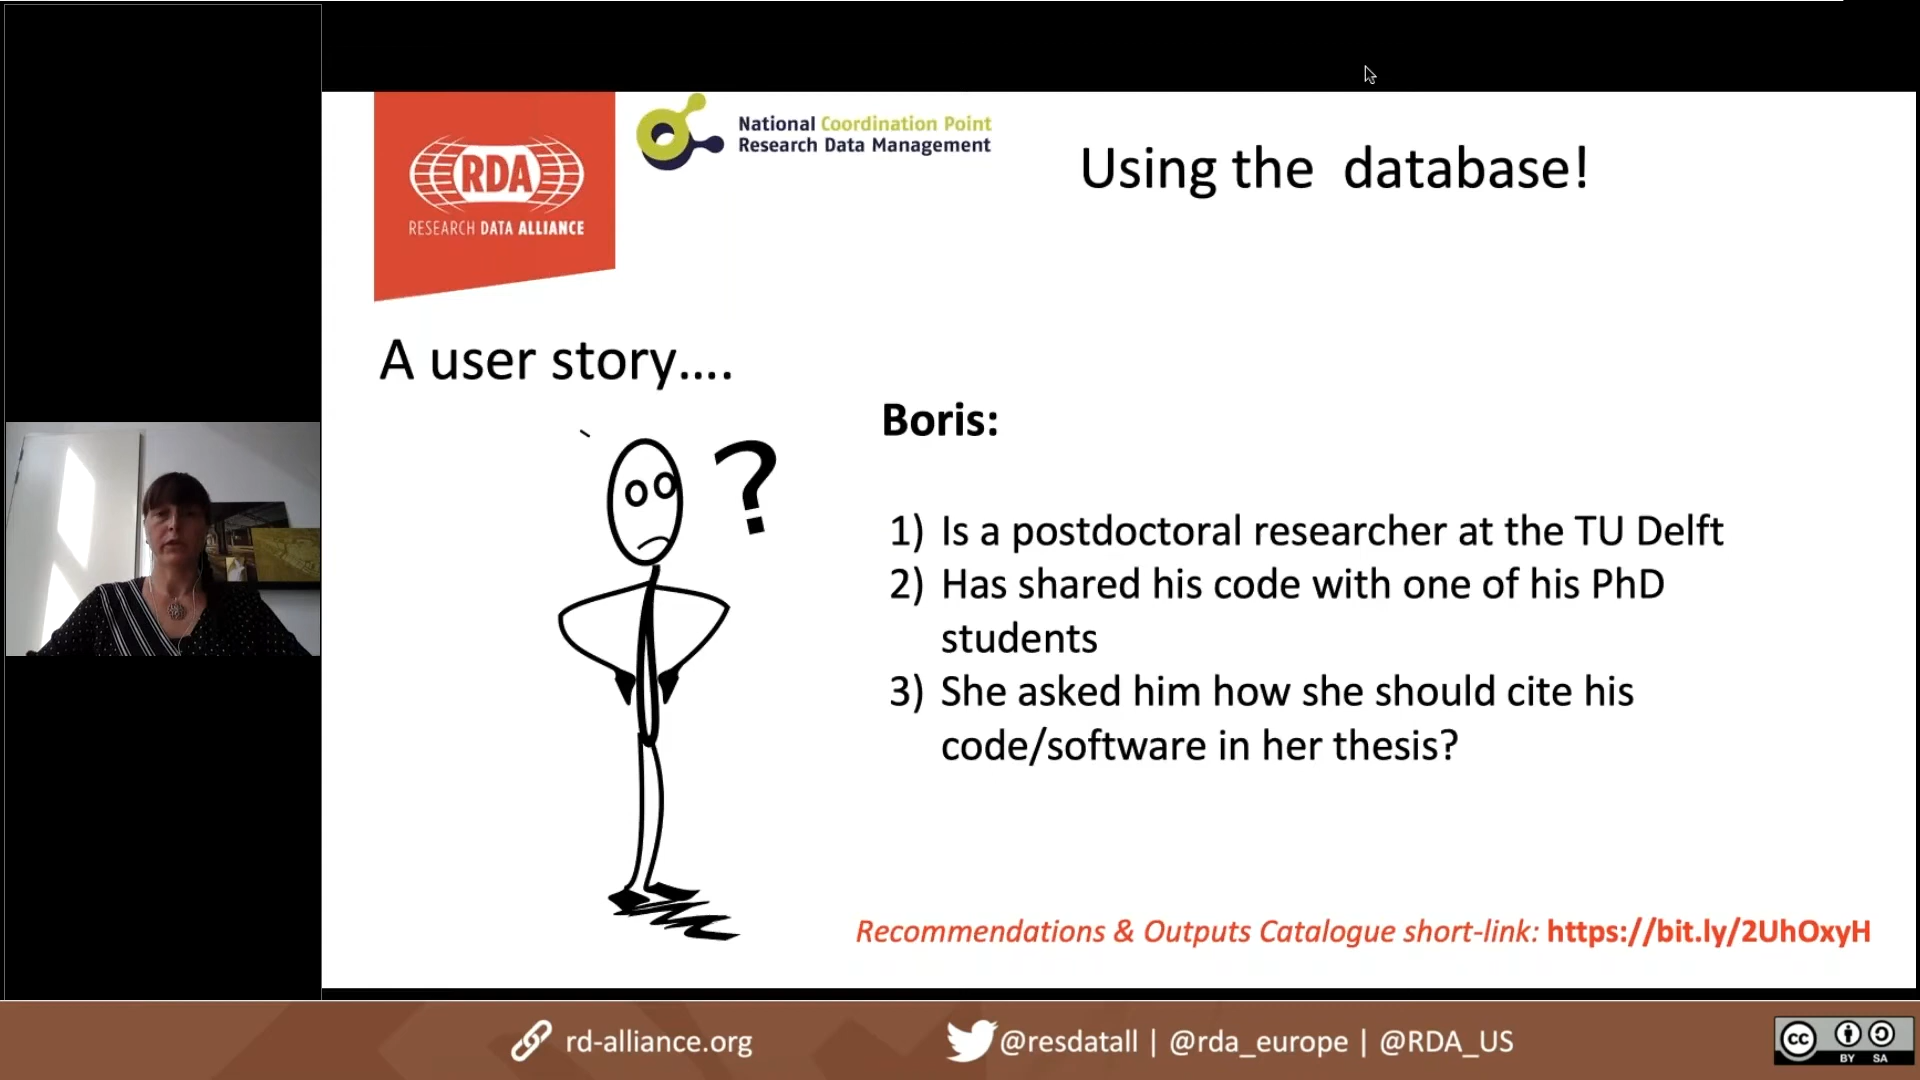 RDA
RESEARCH DATA ALLIANCE
National Coordination Point
Research Data Management
Using the database!
A user story....
?
Boris:
1) Is a postdoctoral researcher at the TU Delft
2) Has shared his code with one of his PhD
students
3) She asked him how she should cite his
code/software in her thesis?
Recommendations & Outputs Catalogue short-link: https://bit.ly/2UhOxyH
rd-alliance.org
@resdatall | @rda_europe | @RDA_US
cc
BY SA